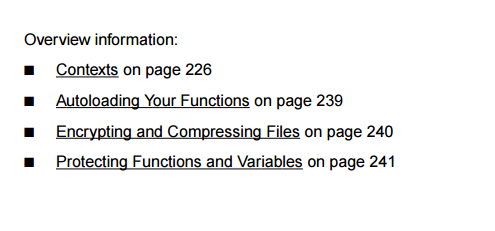 Overview information:
■ Contexts on page 226
■ Autoloading Your Functions on page 239
■ Encrypting and Compressing Files on page 240
■ Protecting Functions and Variables on page 241